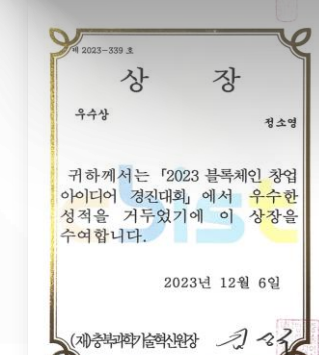 제 2023-339 호
상 장
우수상
정소영
귀하께서는 「2023 블록체인 창업
아이디어 경진대회」에서 우수한
성적을 거두었기에 이 상장을
수여합니다.
2023년 12월 6일
(재)충북과학기술혁신원장